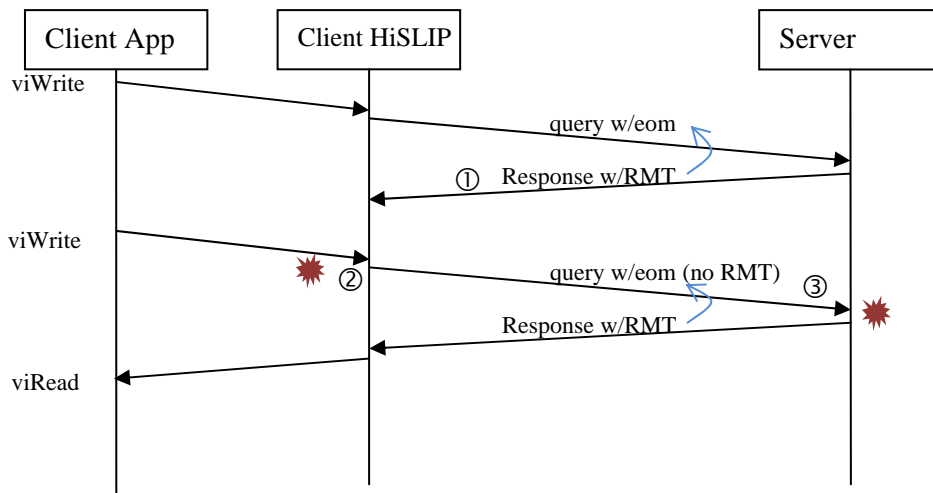 Client App
Client HiSLIP
Server
viWrite
query w/eom
① Response w/RMT
viWrite
② query w/eom (no RMT) ③
Response w/RMT
viRead